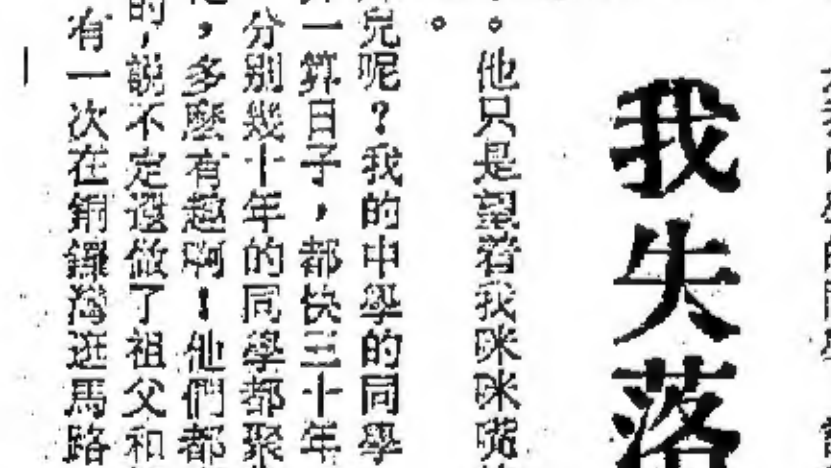 我失落
。他只是望着我咪咪嘴
。
兒呢？我的中學的同學
一算日子，都快三十年
分別幾十年的同學都聚
，多麼有趣啊！他們都
的，說不定還做了祖父和
有一次在銅鑼灣逛馬路